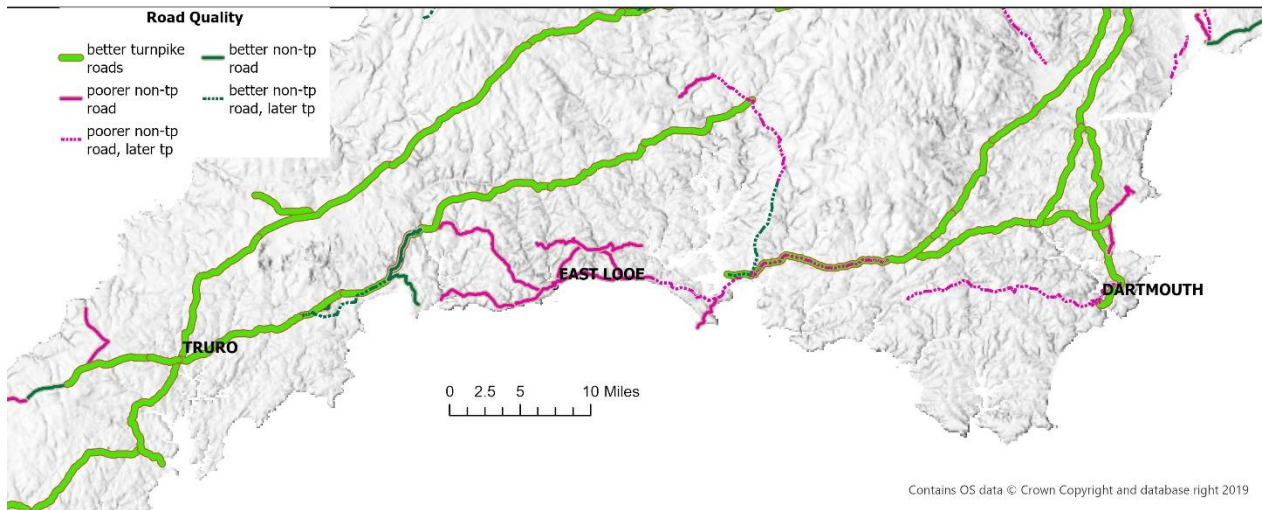 Road Quality
better turnpike
roads
better non-tp
road
poorer non-tp
road
better non-tp
road, later tp
poorer non-tp
road, later tp
EAST LOOE
DARTMOUTH
TRURO
0 2.5 5 10 Miles
Contains OS data © Crown Copyright and database right 2019